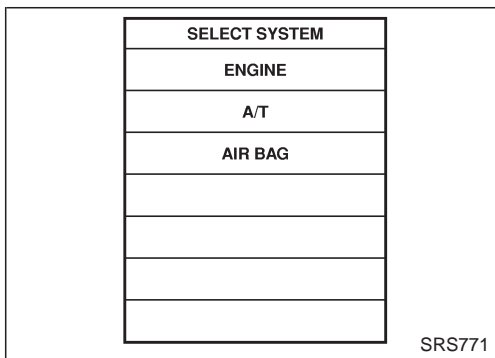 SELECT SYSTEM
ENGINE
A/T
AIR BAG
SRS771